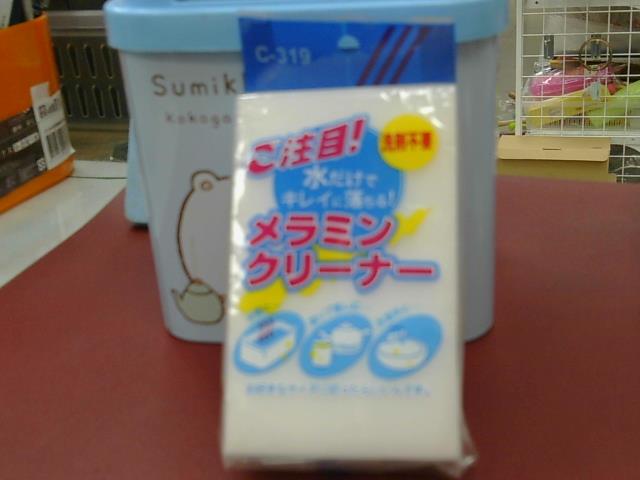 C-319
Sumik
kokoga
ご注目!
洗剤不要
水だけで
キレイに落ちる!
メラミン
クリーナー